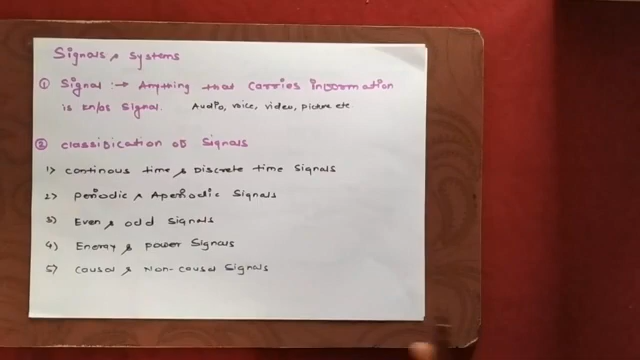 Signals & Systems
① Signal :→ Anything that carries information
is kn/as signal. Audio, voice, video, picture etc
② Classification of Signals
1) Continous time & Discrete time signals
2) Periodic & Aperiodic Signals
3) Even & odd signals
4) Energy & power Signals
5) Causal & Non-causal Signals